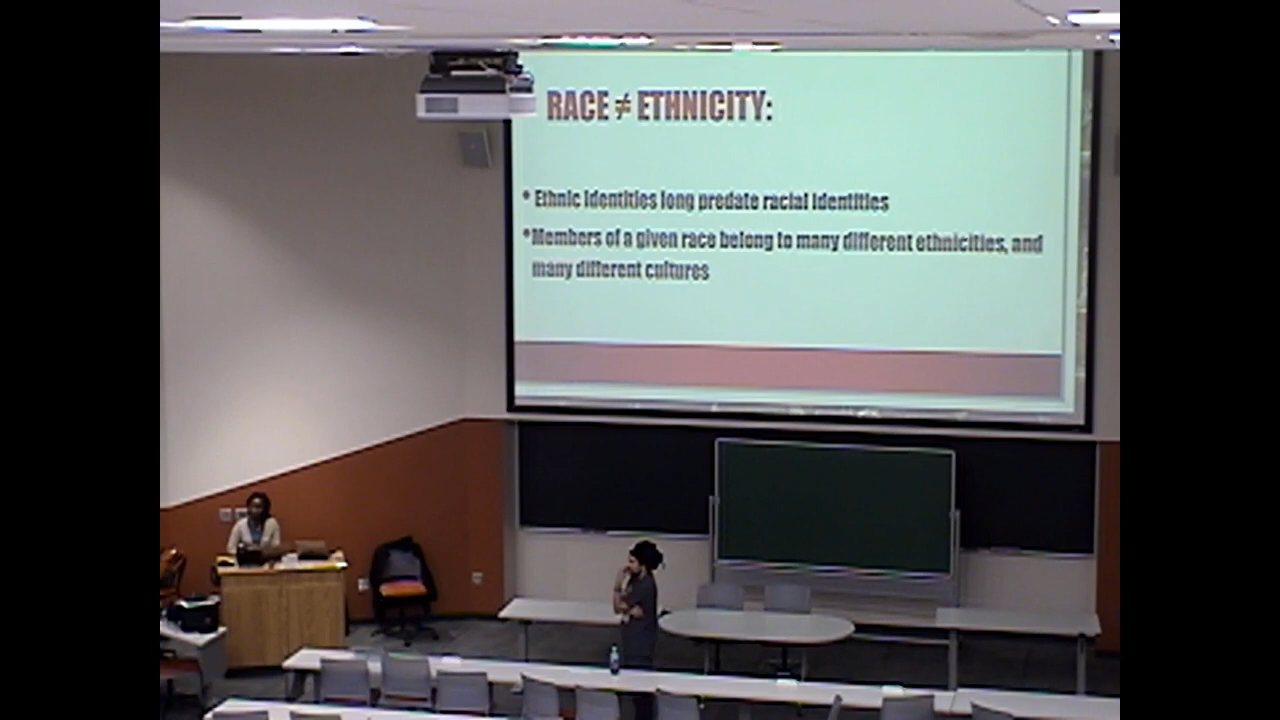 RACE ≠ ETHNICITY:
• Ethnic identities long predate racial identities
• Members of a given race belong to many different ethnicities, and
many different cultures